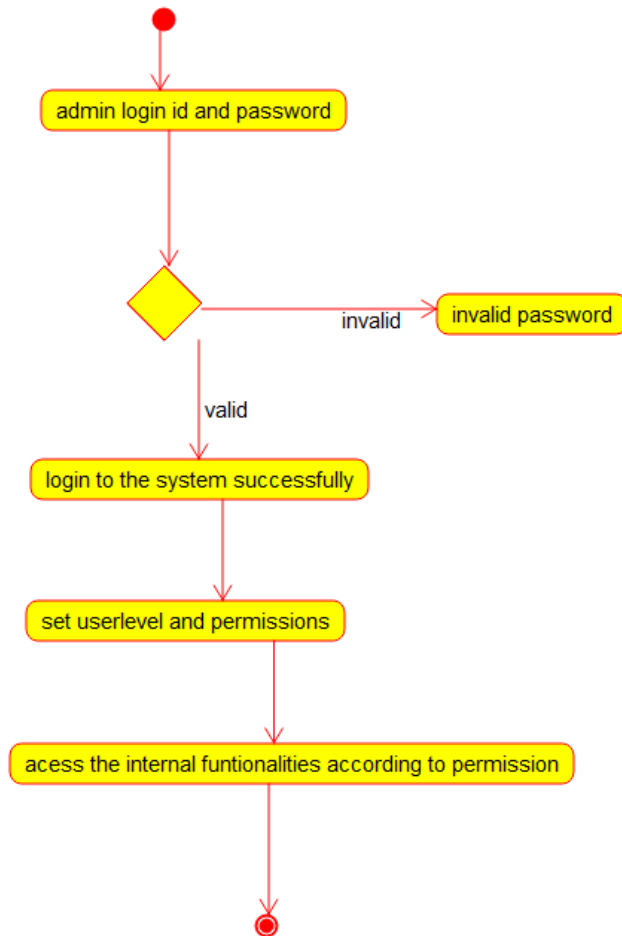 admin login id and password
invalid
invalid password
valid
login to the system successfully
set userlevel and permissions
acess the internal funtionalities according to permission